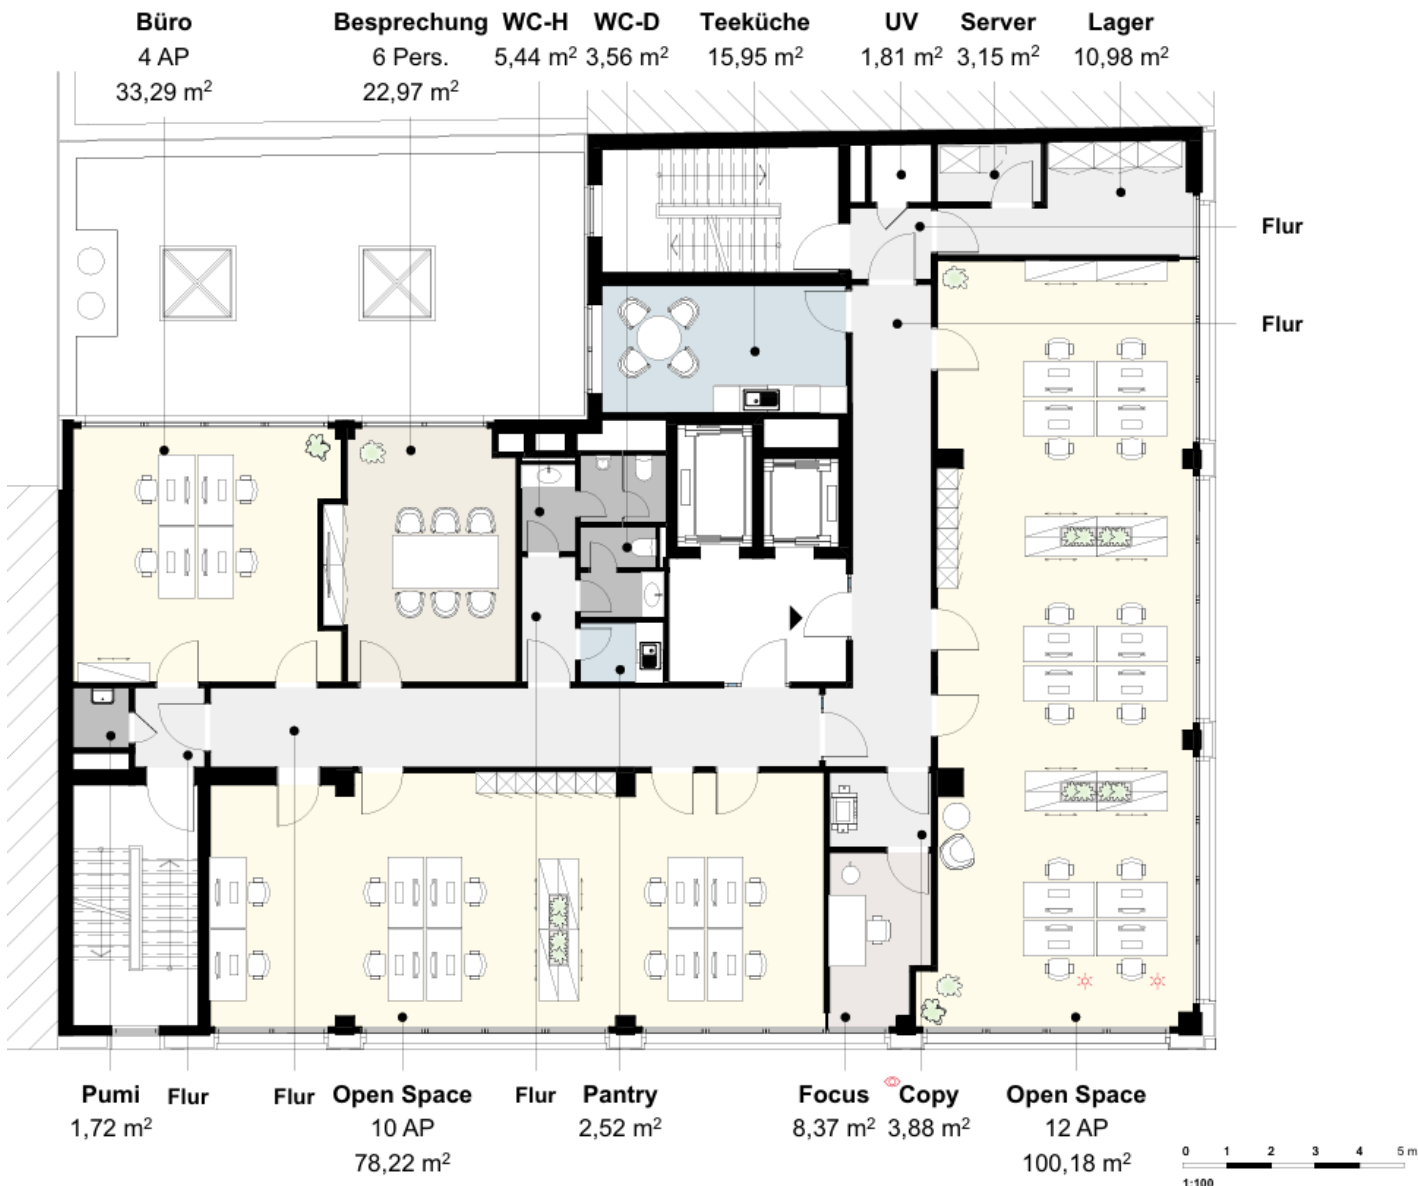 Büro
4 AP
33,29 m²
Besprechung
6 Pers.
22,97 m²
WC-H
5,44 m²
WC-D
3,56 m²
Teeküche
15,95 m²
UV
1,81 m²
Server
3,15 m²
Lager
10,98 m²
Flur
Flur
Pumi
1,72 m²
Flur
Flur
Open Space
10 AP
78,22 m²
Flur
Pantry
2,52 m²
Focus
8,37 m²
Copy
3,88 m²
Open Space
12 AP
100,18 m²
0 1 2 3 4 5 m
1:100